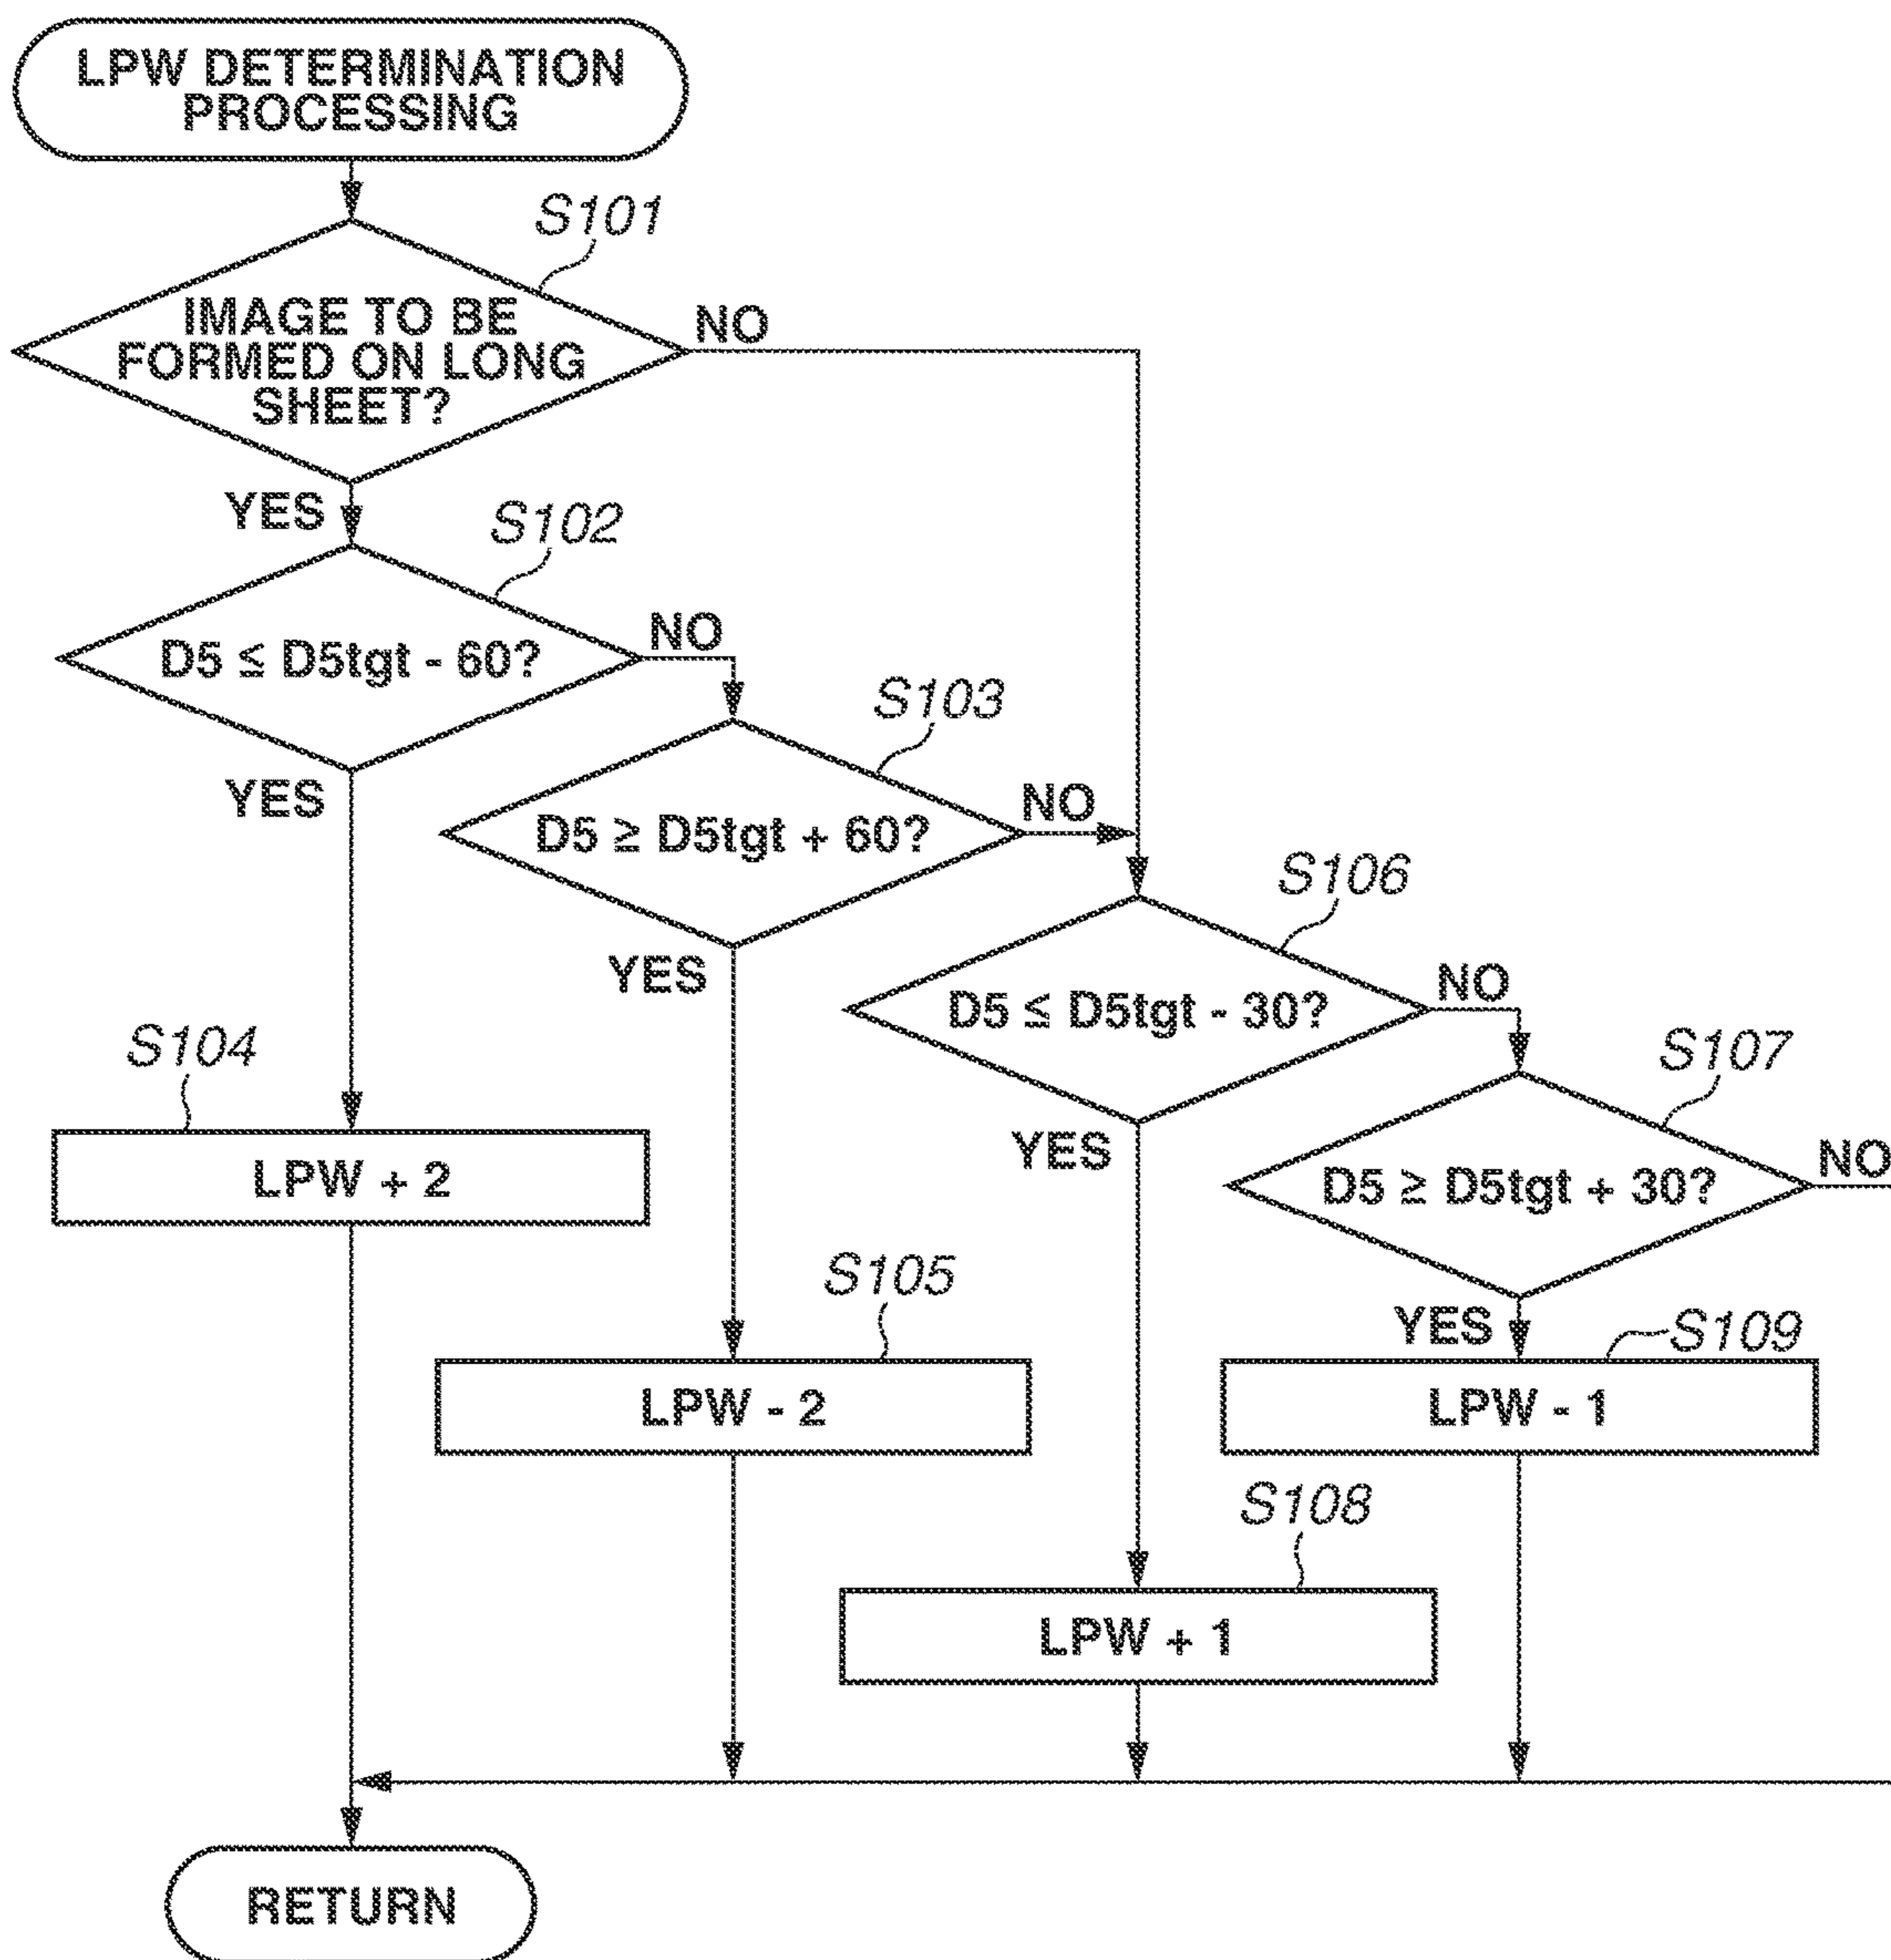 LPW DETERMINATION
PROCESSING
S101
IMAGE TO BE
FORMED ON LONG
SHEET?
NO
YES
S102
D5 ≤ D5tgt - 60?
NO
YES
S103
D5 ≥ D5tgt + 60?
NO
YES
S106
D5 ≤ D5tgt - 30?
NO
YES
S107
D5 ≥ D5tgt + 30?
NO
YES
S104
LPW + 2
S105
LPW - 2
S109
LPW - 1
S108
LPW + 1
RETURN